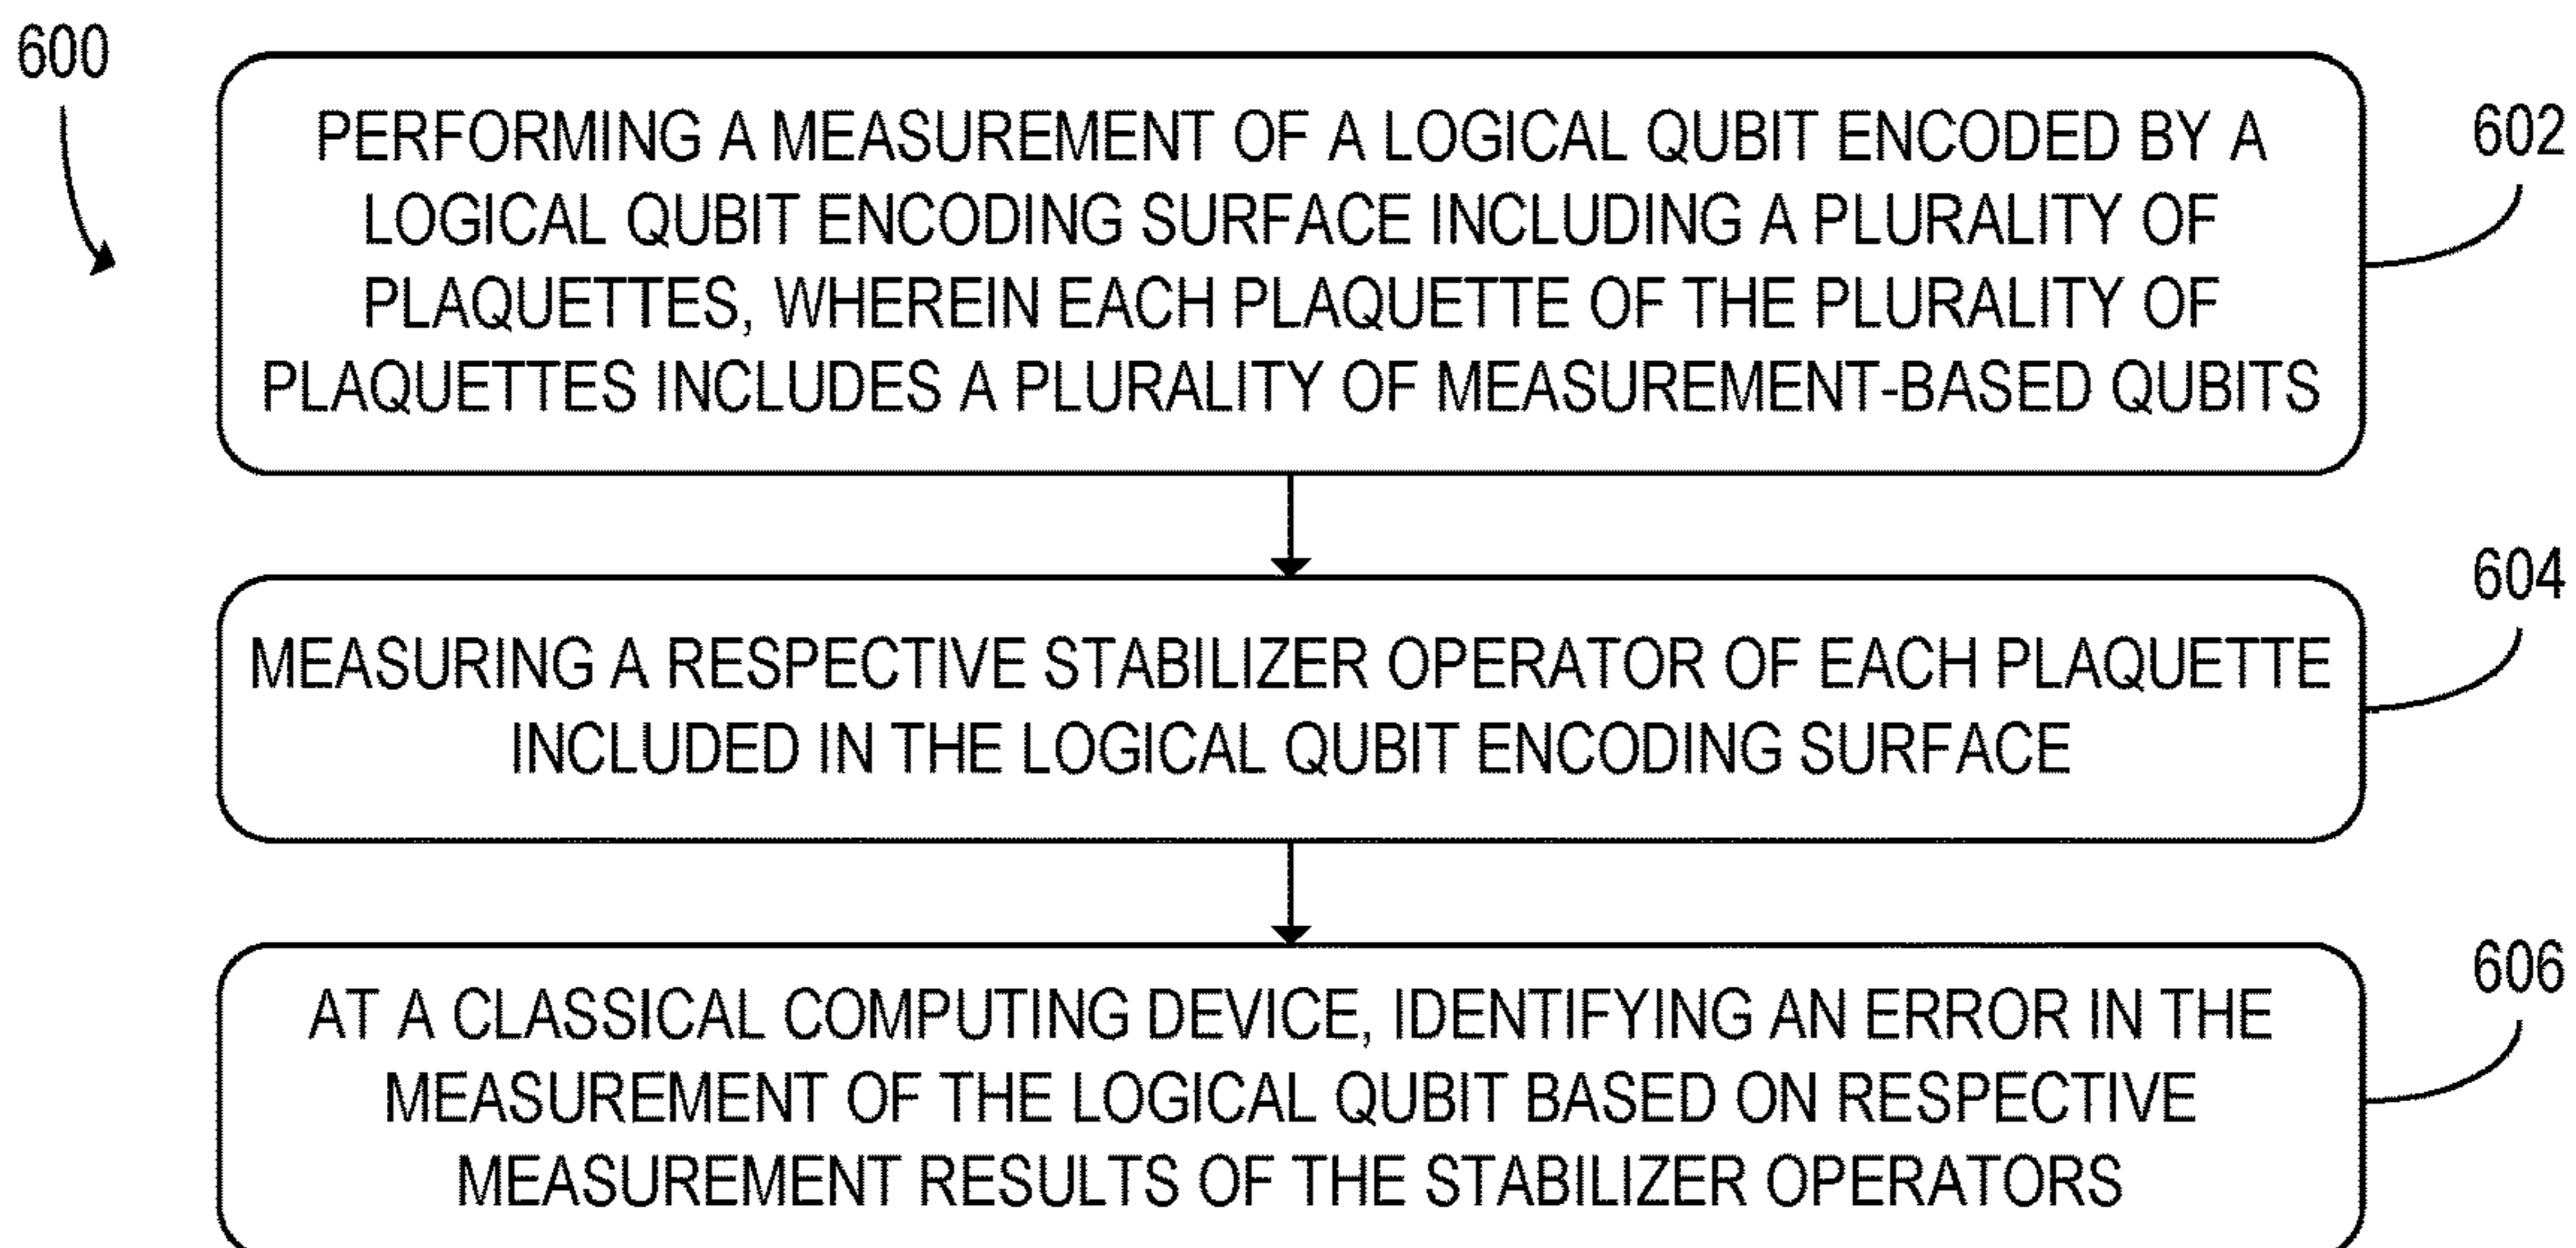 600
PERFORMING A MEASUREMENT OF A LOGICAL QUBIT ENCODED BY A
LOGICAL QUBIT ENCODING SURFACE INCLUDING A PLURALITY OF
PLAQUETTES, WHEREIN EACH PLAQUETTE OF THE PLURALITY OF
PLAQUETTES INCLUDES A PLURALITY OF MEASUREMENT-BASED QUBITS
602
MEASURING A RESPECTIVE STABILIZER OPERATOR OF EACH PLAQUETTE
INCLUDED IN THE LOGICAL QUBIT ENCODING SURFACE
604
AT A CLASSICAL COMPUTING DEVICE, IDENTIFYING AN ERROR IN THE
MEASUREMENT OF THE LOGICAL QUBIT BASED ON RESPECTIVE
MEASUREMENT RESULTS OF THE STABILIZER OPERATORS
606